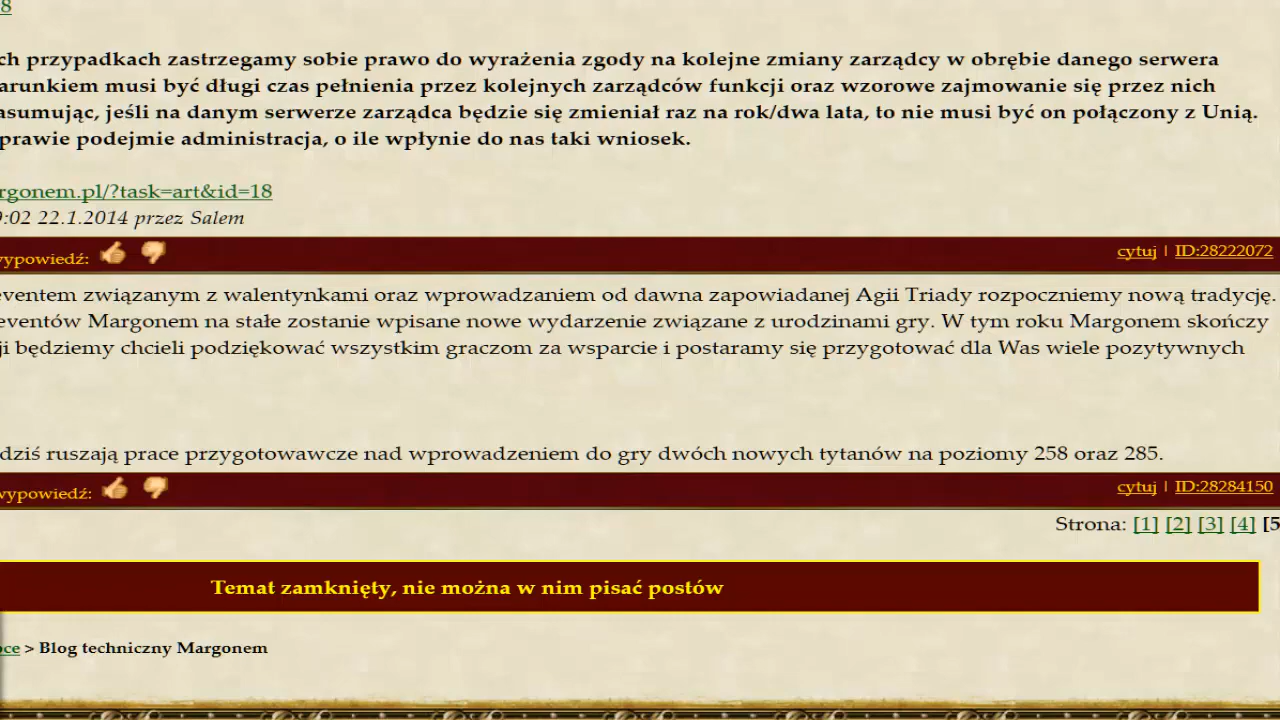 8
ch przypadkach zastrzegamy sobie prawo do wyrażenia zgody na kolejne zmiany zarządcy w obrębie danego serwera
arunkiem musi być długi czas pełnienia przez kolejnych zarządców funkcji oraz wzorowe zajmowanie się przez nich
asumując, jeśli na danym serwerze zarządca będzie się zmieniał raz na rok/dwa lata, to nie musi być on połączony z Unią.
prawie podejmie administracja, o ile wpłynie do nas taki wniosek.
rgonem.pl/?task=art&id=18
9:02 22.1.2014 przez Salem
wypowiedź: cytuj | ID:28222072
eventem związanym z walentynkami oraz wprowadzaniem od dawna zapowiadanej Agii Triady rozpoczniemy nową tradycję.
eventów Margonem na stałe zostanie wpisane nowe wydarzenie związane z urodzinami gry. W tym roku Margonem skończy
ji będziemy chcieli podziękować wszystkim graczom za wsparcie i postaramy się przygotować dla Was wiele pozytywnych
dziś ruszają prace przygotowawcze nad wprowadzeniem do gry dwóch nowych tytanów na poziomy 258 oraz 285.
wypowiedź: cytuj | ID:28284150
Strona: [1] [2] [3] [4] [5
Temat zamknięty, nie można w nim pisać postów
oce > Blog techniczny Margonem